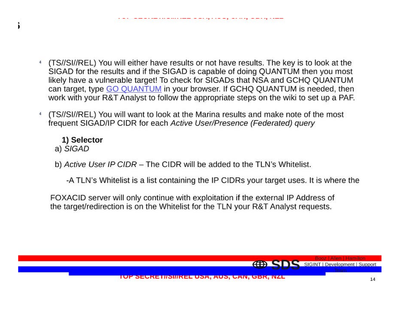 TOP SECRET//SI//REL USA, AUS, CAN, GBR, NZL
(TS//SI//REL) You will either have results or not have results. The key is to look at the
SIGAD for the results and if the SIGAD is capable of doing QUANTUM then you most
likely have a vulnerable target! To check for SIGADs that NSA and GCHQ QUANTUM
can target, type GO QUANTUM in your browser. If GCHQ QUANTUM is needed, then
work with your R&T Analyst to follow the appropriate steps on the wiki to set up a PAF.
(TS//SI//REL) You will want to look at the Marina results and make note of the most
frequent SIGAD/IP CIDR for each Active User/Presence (Federated) query
1) Selector
a) SIGAD
b) Active User IP CIDR – The CIDR will be added to the TLN's Whitelist.
-A TLN's Whitelist is a list containing the IP CIDRs your target uses. It is where the
FOXACID server will only continue with exploitation if the external IP Address of
the target/redirection is on the Whitelist for the TLN your R&T Analyst requests.
SDS SIGINT | Development | Support
TOP SECRET//SI//REL USA, AUS, CAN, GBR, NZL
14